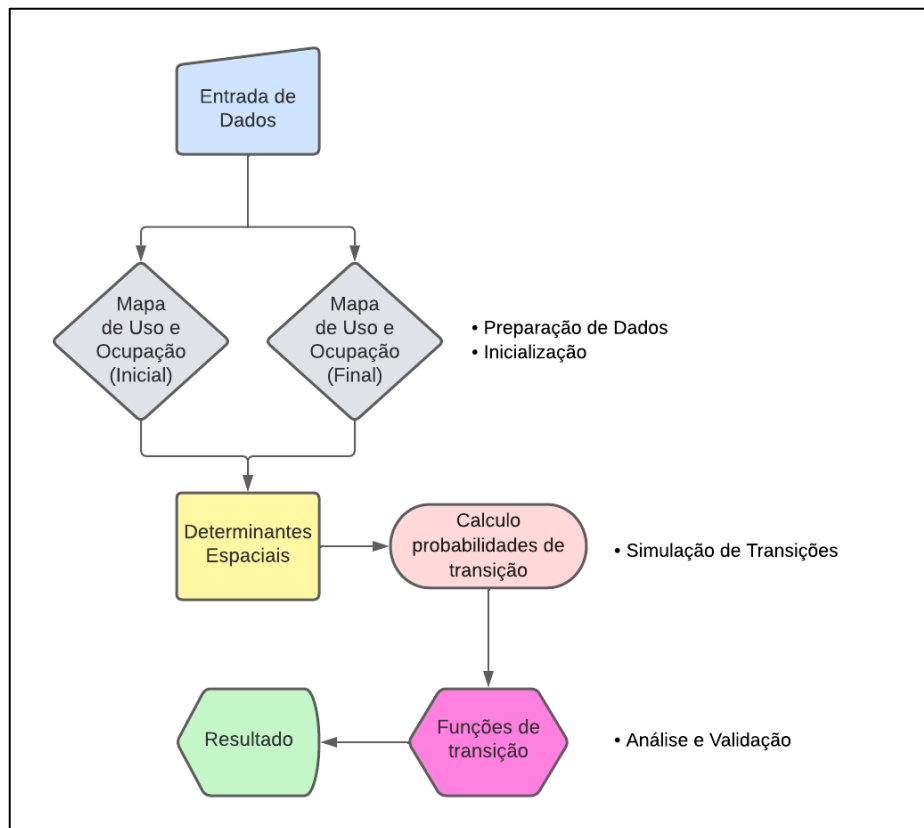 Entrada de
Dados
Mapa
de Uso e
Ocupação
(Inicial)
Mapa
de Uso e
Ocupação
(Final)
• Preparação de Dados
• Inicialização
Determinantes
Espaciais
Calculo
probabilidades de
transição
• Simulação de Transições
Resultado
Funções de
transição
• Análise e Validação